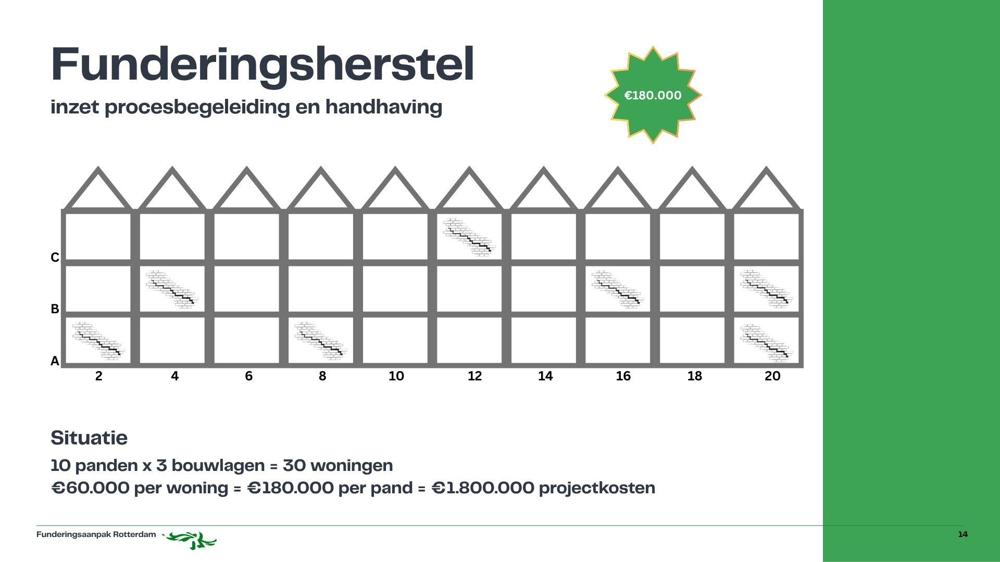 Funderingsherstel
inzet procesbegeleiding en handhaving
€180.000
C
B
A
2 4 6 8 10 12 14 16 18 20
Situatie
10 panden x 3 bouwlagen = 30 woningen
€60.000 per woning = €180.000 per pand = €1.800.000 projectkosten
Funderingsaanpak Rotterdam
14